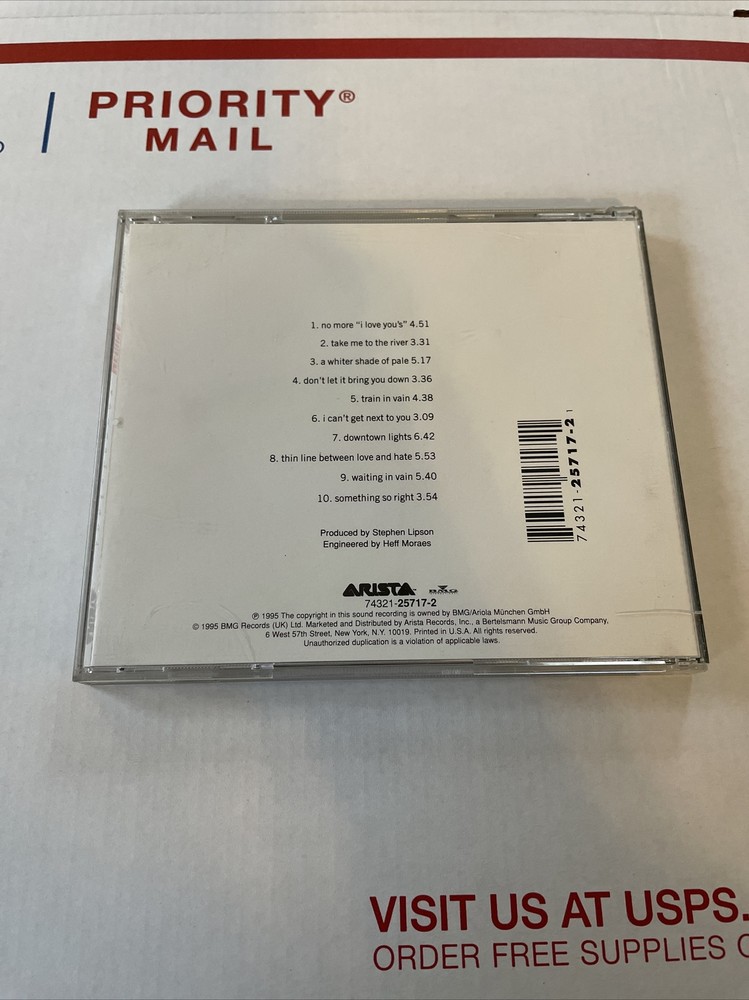 PRIORITY®
MAIL
1. no more "i love you's" 4.51
2. take me to the river 3.31
3. a whiter shade of pale 5.17
4. don't let it bring you down 3.36
5. train in vain 4.38
6. i can't get next to you 3.09
7. downtown lights 6.42
8. thin line between love and hate 5.53
9. waiting in vain 5.40
10. something so right 3.54
Produced by Stephen Lipson
Engineered by Heff Moraes
74321-25717-2
ARISTA BMG
74321-25717-2
℗ 1995 The copyright in this sound recording is owned by BMG/Ariola München GmbH
© 1995 BMG Records (UK) Ltd. Marketed and Distributed by Arista Records, Inc., a Bertelsmann Music Group Company,
6 West 57th Street, New York, N.Y. 10019. Printed in U.S.A. All rights reserved.
Unauthorized duplication is a violation of applicable laws.
VISIT US AT USPS.
ORDER FREE SUPPLIES